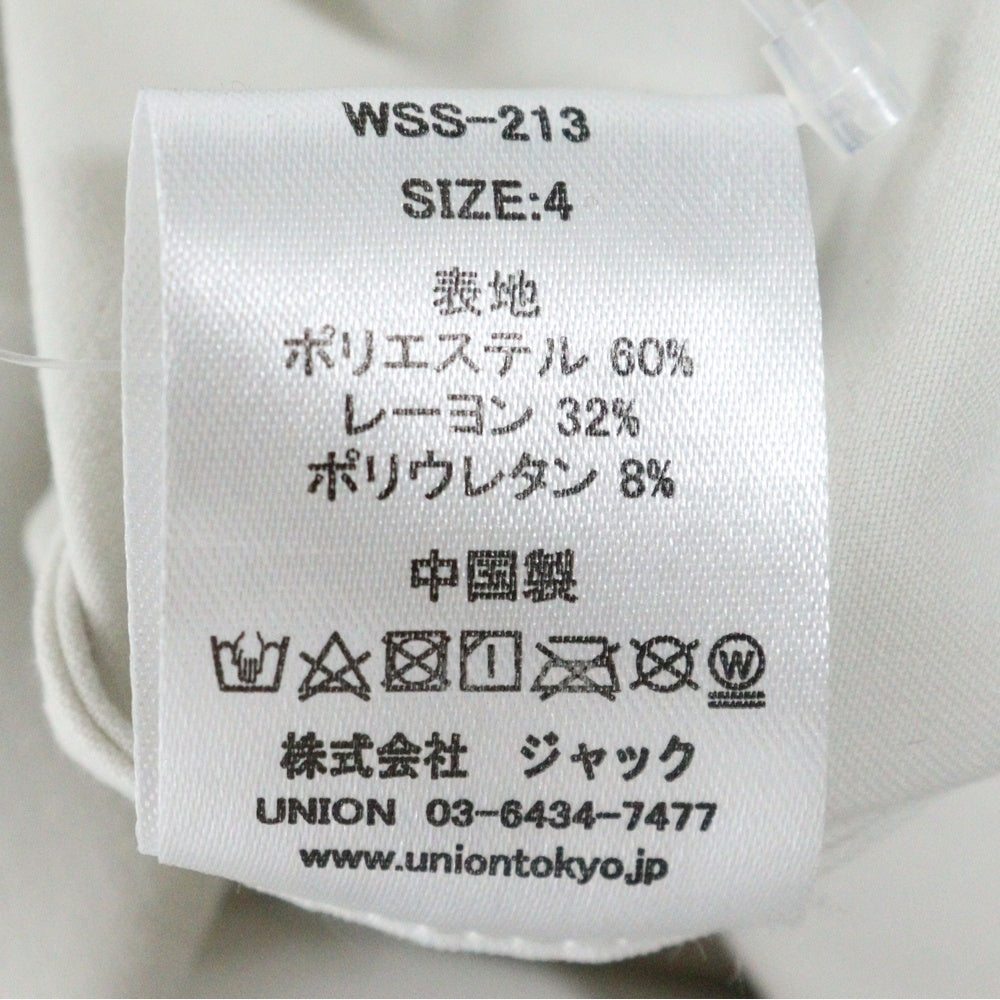 WSS-213
SIZE:4
表地
ポリエステル 60%
レーヨン 32%
ポリウレタン 8%
中国製
W
株式会社 ジャック
UNION 03-6434-7477
www.uniontokyo.jp